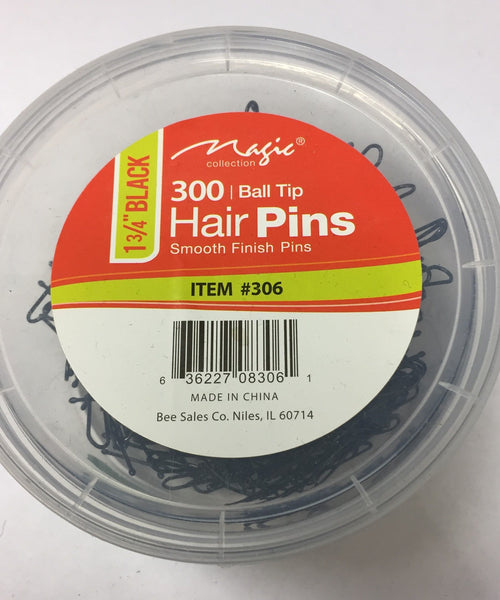 Magic®
collection
1 3/4" BLACK
300 | Ball Tip
Hair Pins
Smooth Finish Pins
ITEM #306
6 36227 08306 1
MADE IN CHINA
Bee Sales Co. Niles, IL 60714